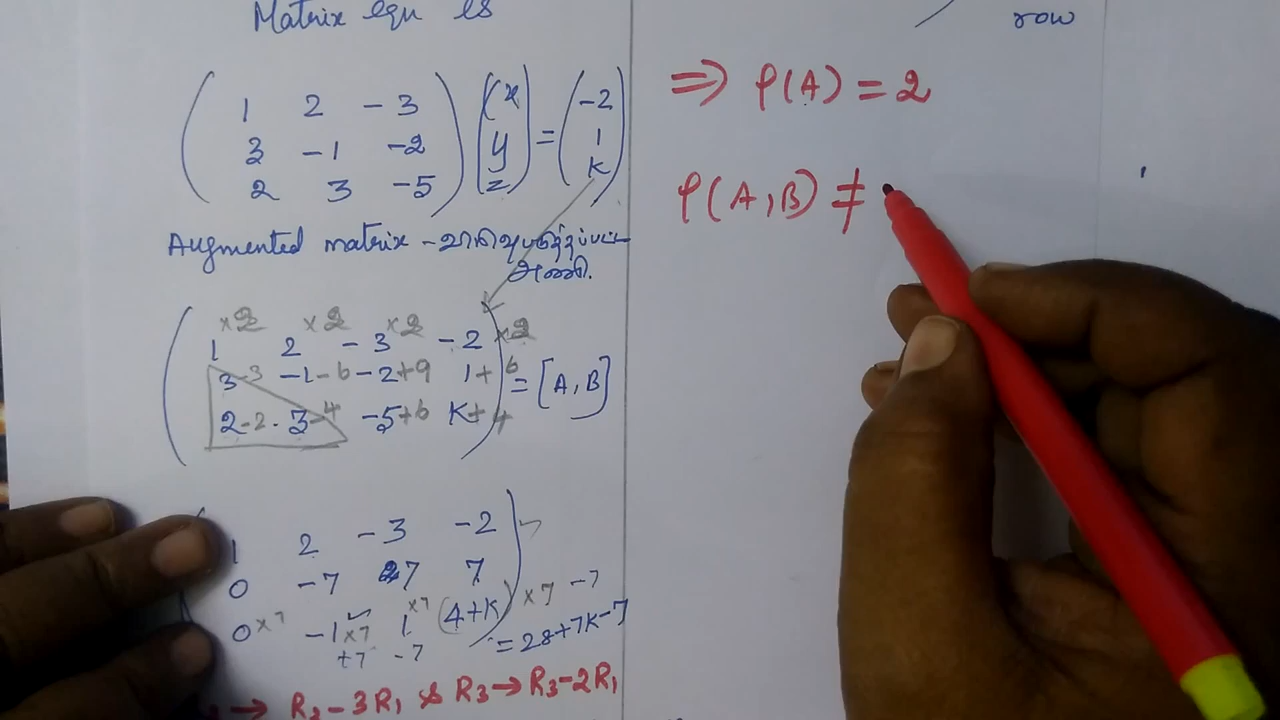 Matrix equ is
( 1 2 -3 ) (x) = (-2)
( 3 -1 -2 ) (y) ( 1 )
( 2 3 -5 ) (z) ( k )
Augmented matrix -
அணி.
×2 ×2 ×2 ×2
1 2 -3 -2
3-3 -1-6 -2+9 1+6 = [A, B]
2-2 3-4 -5+6 K+4
1 2 -3 -2
0 -7 7 7
0×7 -1×7 1×7 (4+K) ×7 -7
+7 -7 = 28+7K-7
→ R2 - 3R1 & R3 → R3-2R1
row
⇒ ρ(A) = 2
ρ(A,B) ≠